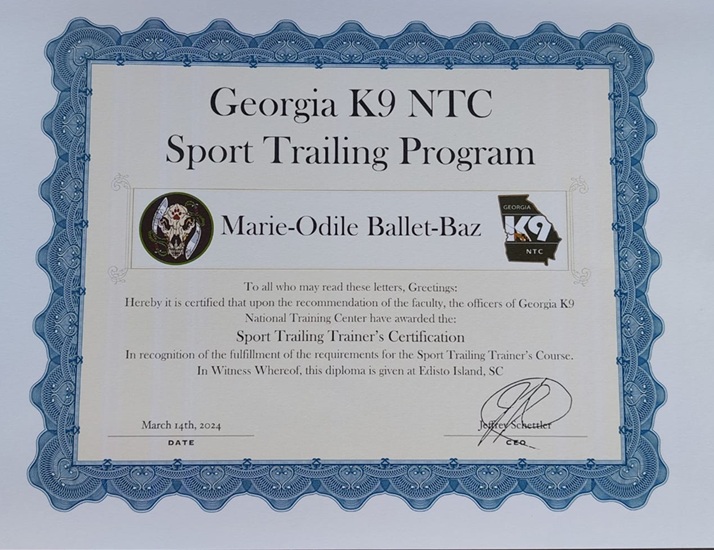 Georgia K9 NTC
Sport Trailing Program
Marie-Odile Ballet-Baz
GEORGIA
K9
NTC
To all who may read these letters, Greetings:
Hereby it is certified that upon the recommendation of the faculty, the officers of Georgia K9
National Training Center have awarded the:
Sport Trailing Trainer's Certification
In recognition of the fulfillment of the requirements for the Sport Trailing Trainer's Course.
In Witness Whereof, this diploma is given at Edisto Island, SC
March 14th, 2024
Jeffrey Schettler
DATE
CEO